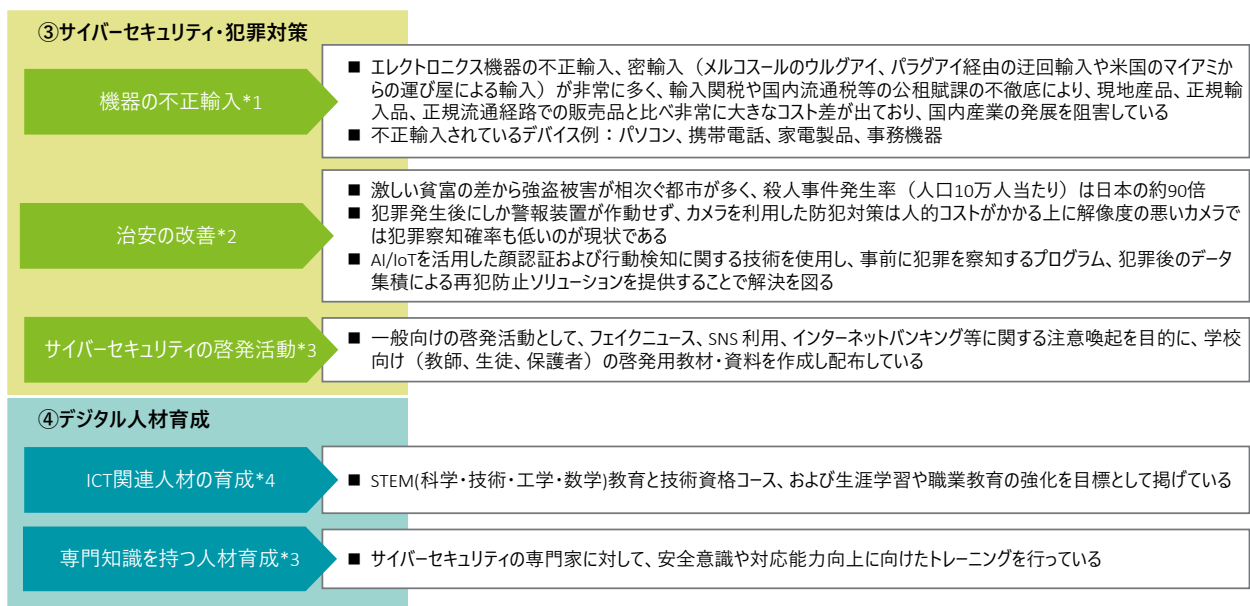 ③サイバーセキュリティ・犯罪対策
機器の不正輸入*1
■ エレクトロニクス機器の不正輸入、密輸入（メルコスールのウルグアイ、パラグアイ経由の迂回輸入や米国のマイアミか
らの運び屋による輸入）が非常に多く、輸入関税や国内流通税等の公租賦課の不徹底により、現地産品、正規輸
入品、正規流通経路での販売品と比べ非常に大きなコスト差が出ており、国内産業の発展を阻害している
■ 不正輸入されているデバイス例：パソコン、携帯電話、家電製品、事務機器
治安の改善*2
■ 激しい貧富の差から強盗被害が相次ぐ都市が多く、殺人事件発生率（人口10万人当たり）は日本の約90倍
■ 犯罪発生後にしか警報装置が作動せず、カメラを利用した防犯対策は人的コストがかかる上に解像度の悪いカメラで
は犯罪察知確率も低いのが現状である
■ AI/IoTを活用した顔認証および行動検知に関する技術を使用し、事前に犯罪を察知するプログラム、犯罪後のデータ
集積による再犯防止ソリューションを提供することで解決を図る
サイバーセキュリティの啓発活動*3
■ 一般向けの啓発活動として、フェイクニュース、SNS 利用、インターネットバンキング等に関する注意喚起を目的に、学校
向け（教師、生徒、保護者）の啓発用教材・資料を作成し配布している
④デジタル人材育成
ICT関連人材の育成*4
■ STEM(科学・技術・工学・数学)教育と技術資格コース、および生涯学習や職業教育の強化を目標として掲げている
専門知識を持つ人材育成*3
■ サイバーセキュリティの専門家に対して、安全意識や対応能力向上に向けたトレーニングを行っている